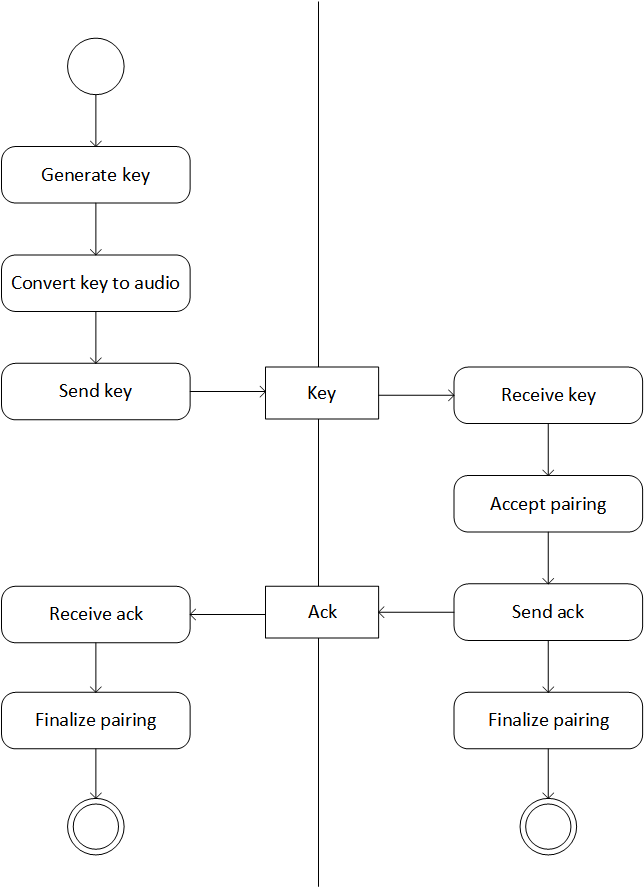 Generate key
Convert key to audio
Send key
Key
Receive key
Accept pairing
Receive ack
Ack
Send ack
Finalize pairing
Finalize pairing